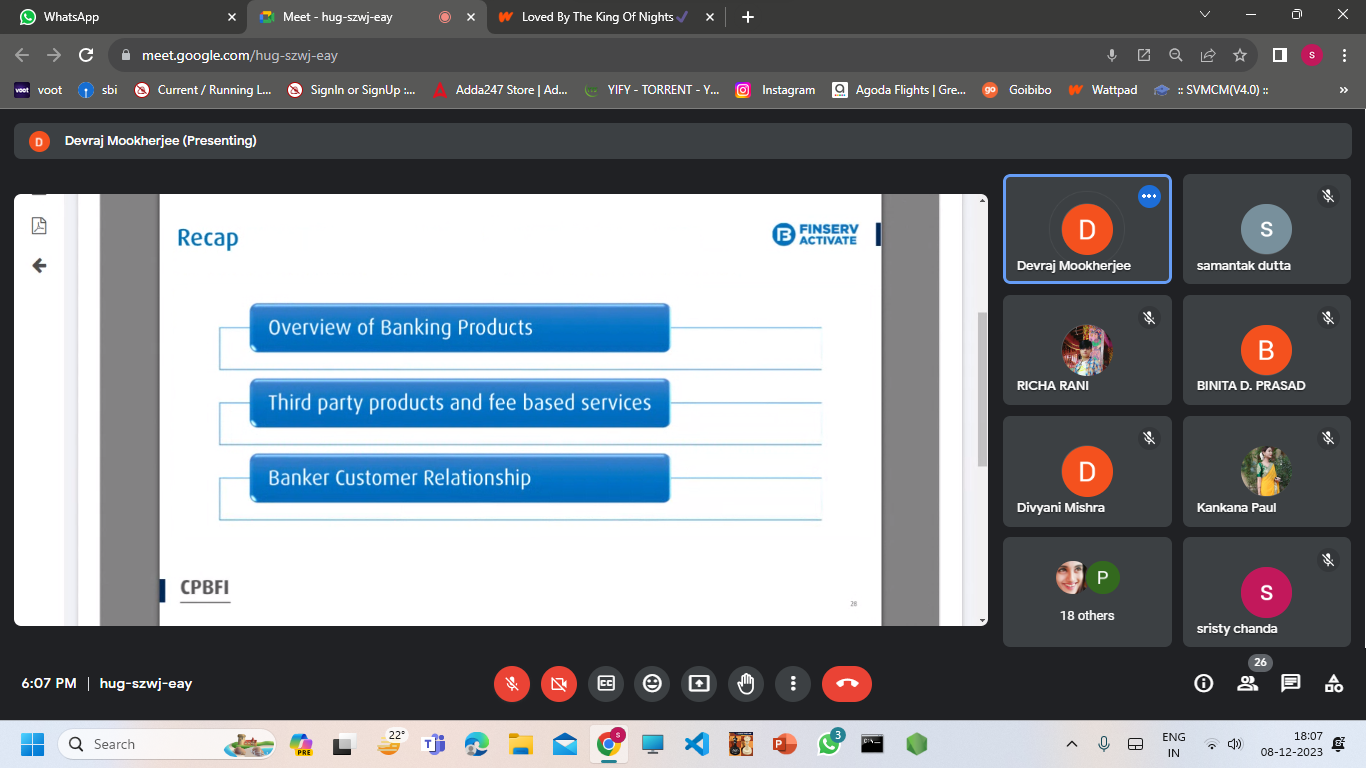 WhatsApp
Meet - hug-szwj-eay
Loved By The King Of Nights✓
meet.google.com/hug-szwj-eay
S
voot
voot
sbi
Current / Running L...
SignIn or SignUp :...
Adda247 Store | Ad...
YIFY - TORRENT - Y...
Instagram
Agoda Flights | Gre...
go
Goibibo
Wattpad
:: SVMCM(V4.0) ::
»
D
Devraj Mookherjee (Presenting)
Recap
FINSERV
ACTIVATE
Overview of Banking Products
Third party products and fee based services
Banker Customer Relationship
CPBFI
28
D
Devraj Mookherjee
S
samantak dutta
RICHA RANI
B
BINITA D. PRASAD
D
Divyani Mishra
Kankana Paul
P
18 others
S
sristy chanda
6:07 PM | hug-szwj-eay
CC
26
Search
PRE
22°
S
3
ENG
IN
18:07
08-12-2023